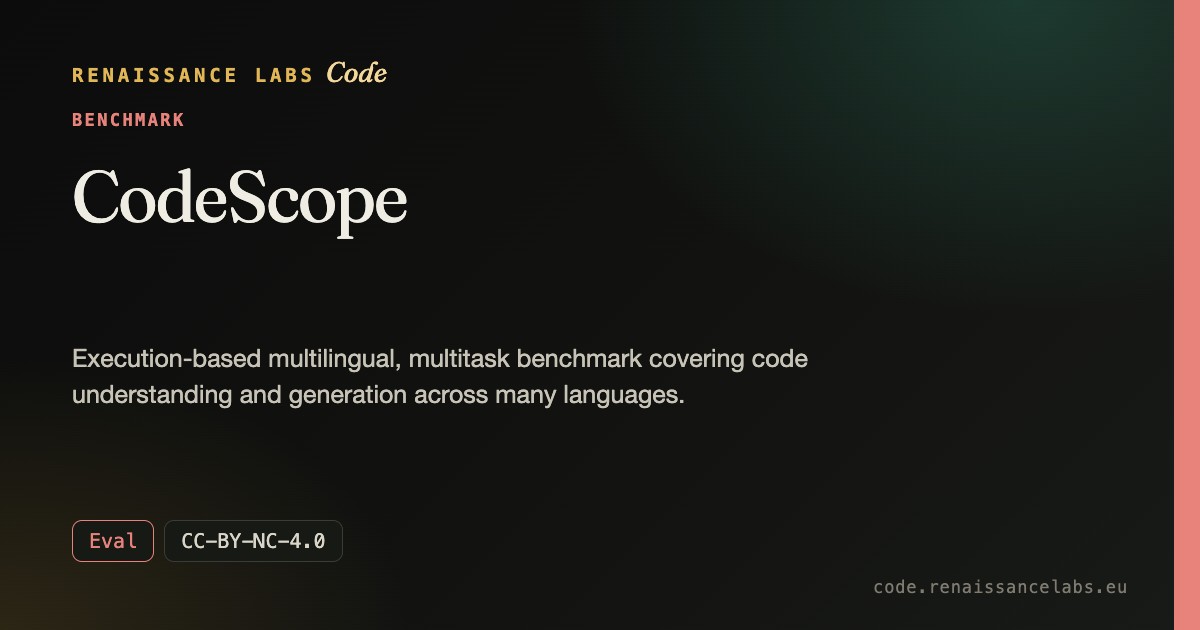 RENAISSANCE LABS Code
BENCHMARK
CodeScope
Execution-based multilingual, multitask benchmark covering code
understanding and generation across many languages.
Eval
CC-BY-NC-4.0
code.renaissancelabs.eu